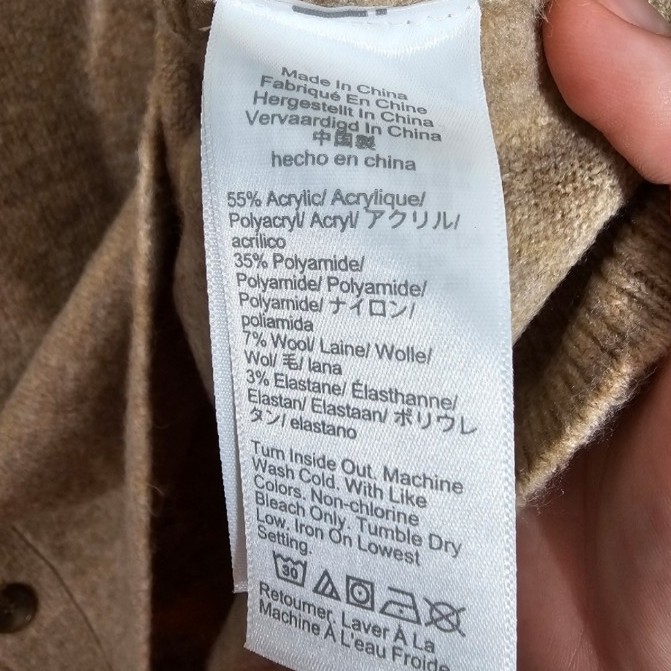 Made In China
Fabriqué En Chine
Hergestellt In China
Vervaardigd In China
中国製
hecho en china
55% Acrylic/ Acrylique/
Polyacryl/ Acryl/ アクリル/
acrílico
35% Polyamide/
Polyamide/ Polyamide/
Polyamide/ ナイロン/
poliamida
7% Wool/ Laine/ Wolle/
Wol/ 毛/ lana
3% Elastane/ Élasthanne/
Elastan/ Elastaan/ ポリウレ
タン/ elastano
Turn Inside Out. Machine
Wash Cold. With Like
Colors. Non-chlorine
Bleach Only. Tumble Dry
Low. Iron On Lowest
Setting.
30
Retourner. Laver À La
Machine À L'eau Froide